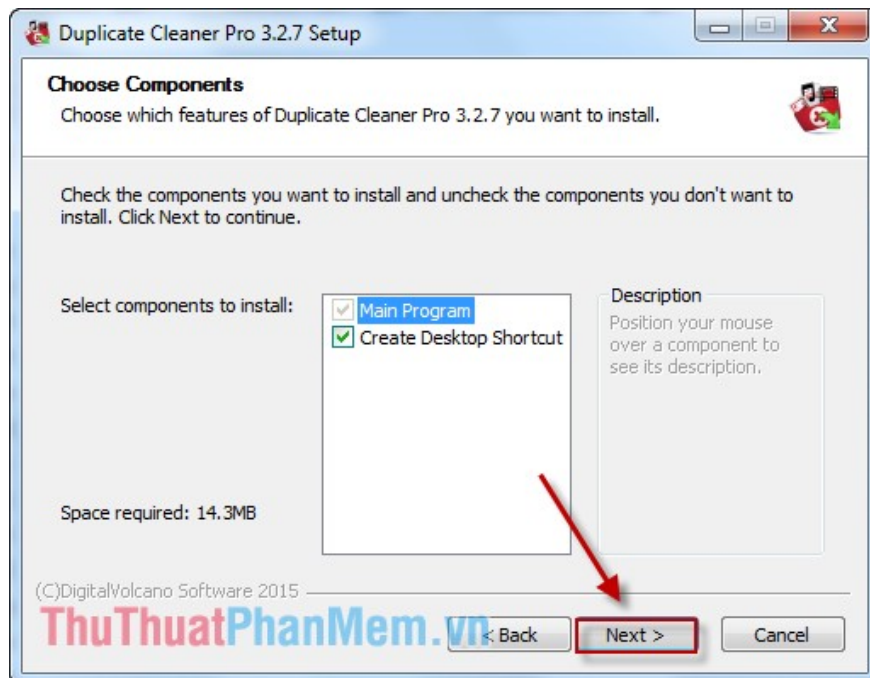 Duplicate Cleaner Pro 3.2.7 Setup
Choose Components
Choose which features of Duplicate Cleaner Pro 3.2.7 you want to install.
Check the components you want to install and uncheck the components you don't want to
install. Click Next to continue.
Select components to install:
Main Program
Create Desktop Shortcut
Description
Position your mouse
over a component to
see its description.
Space required: 14.3MB
(C)DigitalVolcano Software 2015
ThuThuatPhanMem.vn
< Back
Next >
Cancel